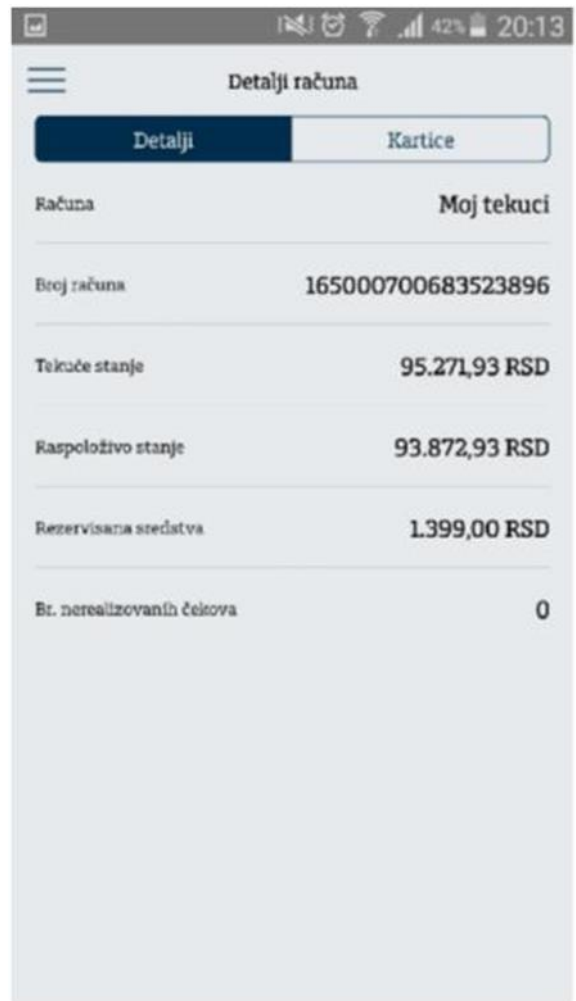 42% 20:13
Detalji računa
Detalji Kartice
Računa Moj tekuci
Broj računa 165000700683523896
Tekuće stanje 95.271,93 RSD
Raspoloživo stanje 93.872,93 RSD
Rezervisana sredstva 1.399,00 RSD
Br. nerealizovanih čekova 0